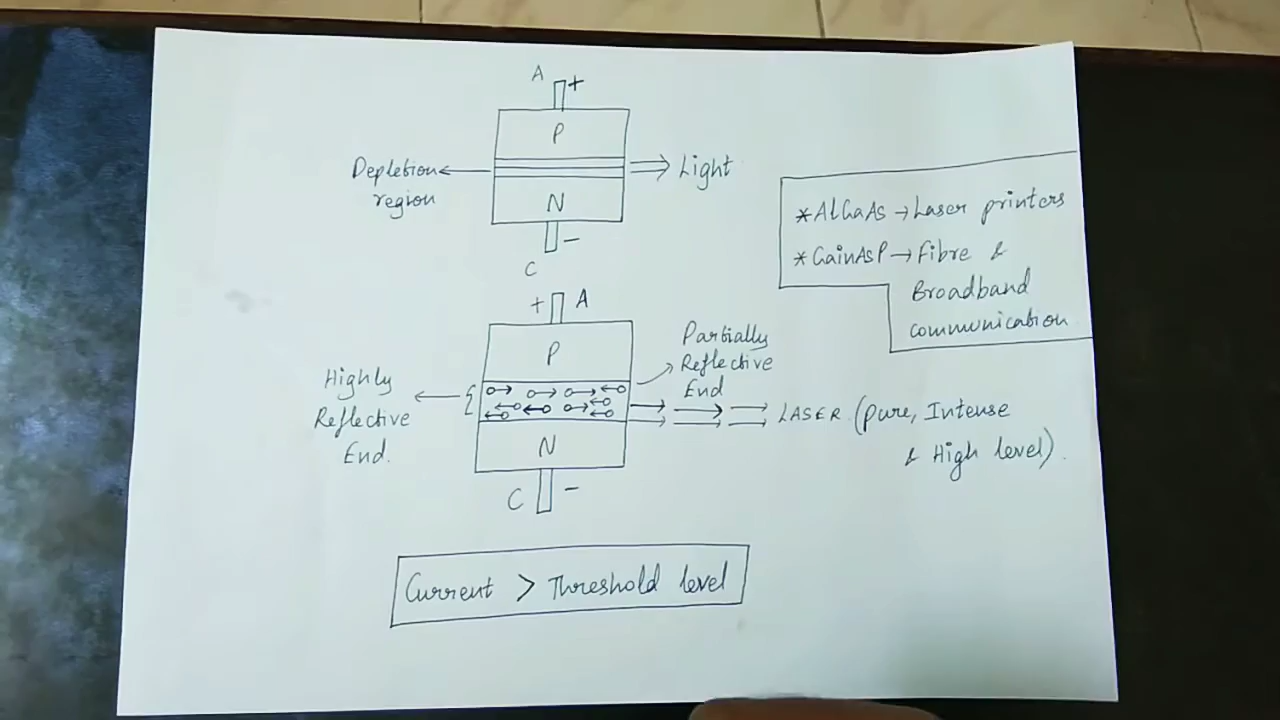 A +
P
Depletion
region
Light
N
-
C
* AlGaAs → Laser printers
* GainAsP → Fibre &
Broadband
communication
+ A
P
Partially
Reflective
End
Highly
Reflective
End.
LASER (Pure, Intense
& High level).
N
C -
Current > Threshold level